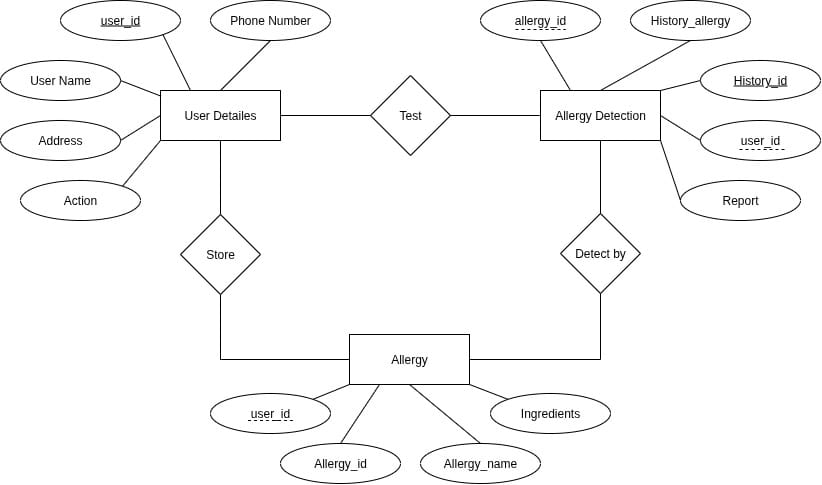 user_id
Phone Number
allergy_id
History_allergy
User Name
History_id
User Detailes
Test
Allergy Detection
Address
user_id
Action
Report
Store
Detect by
Allergy
user_id
Ingredients
Allergy_id
Allergy_name